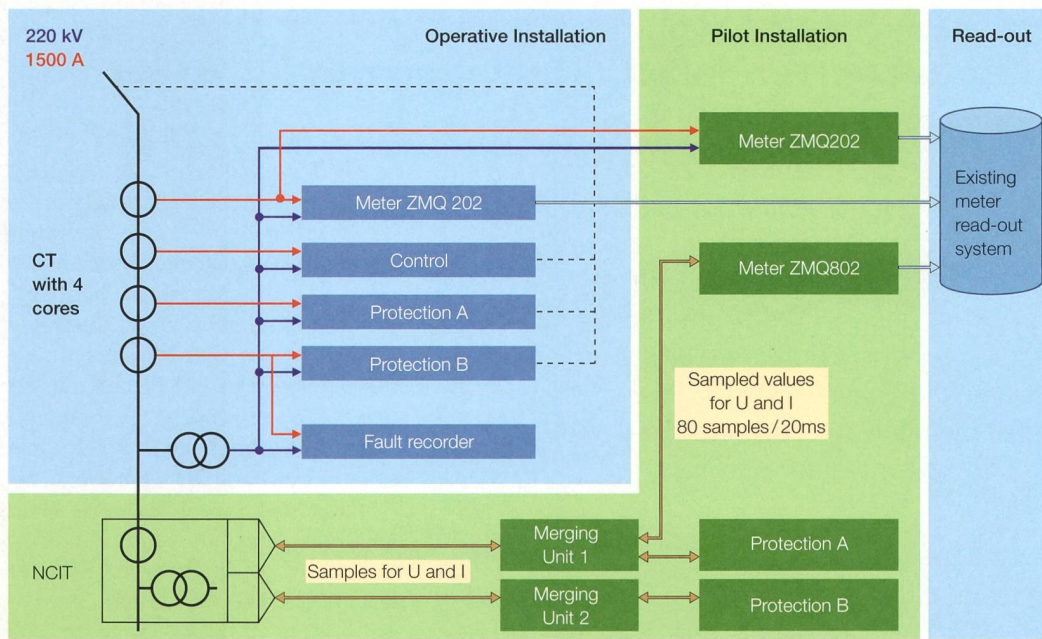 220 kV
1500 A
Operative Installation
Pilot Installation
Read-out
Meter ZMQ202
Meter ZMQ 202
Existing
meter
read-out
system
CT
with 4
cores
Control
Meter ZMQ802
Protection A
Protection B
Sampled values
for U and I
80 samples/20ms
Fault recorder
NCIT
Samples for U and I
Merging
Unit 1
Protection A
Merging
Unit 2
Protection B